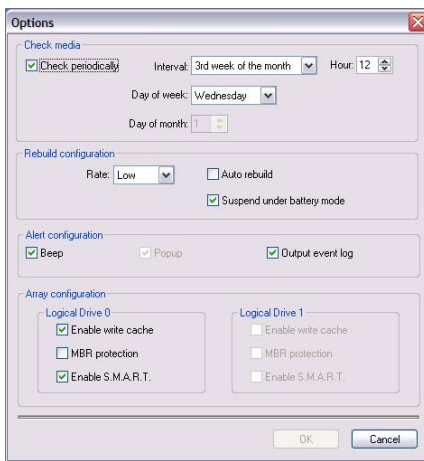 Options
Check media
Check periodically Interval: 3rd week of the month Hour: 12
Day of week: Wednesday
Day of month: 1
Rebuild configuration
Rate: Low Auto rebuild
Suspend under battery mode
Alert configuration
Beep Popup Output event log
Array configuration
Logical Drive 0 Logical Drive 1
Enable write cache Enable write cache
MBR protection MBR protection
Enable S.M.A.R.T. Enable S.M.A.R.T.
OK Cancel